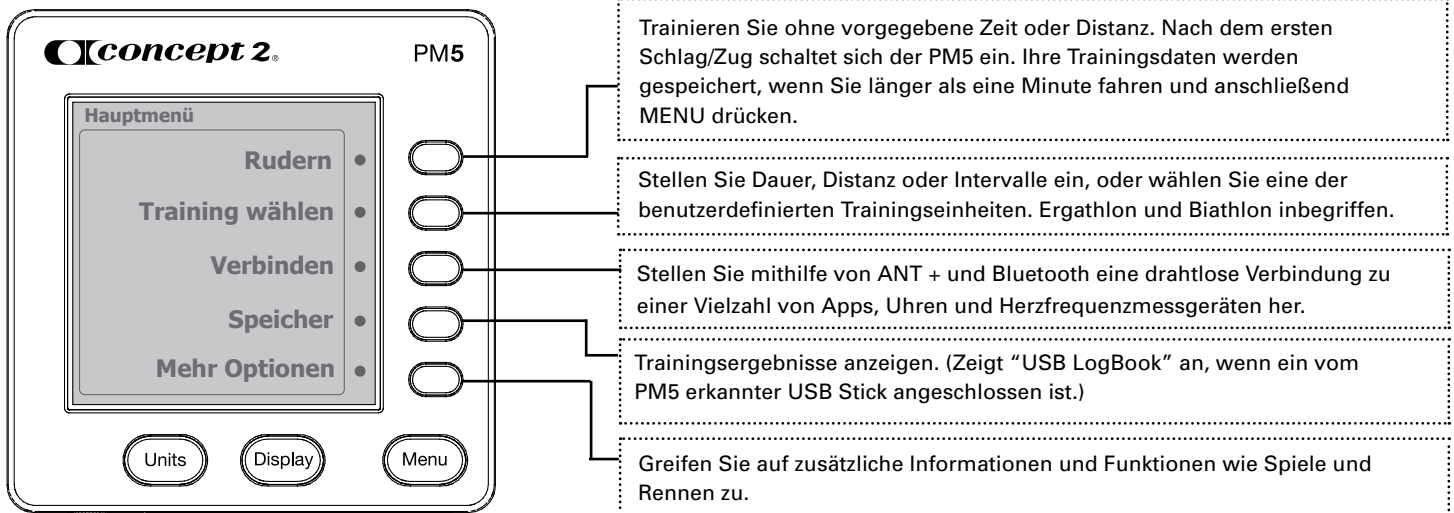 concept 2®
PM5
Hauptmenü
Rudern
Training wählen
Verbinden
Speicher
Mehr Optionen
Units
Display
Menu
Trainieren Sie ohne vorgegebene Zeit oder Distanz. Nach dem ersten
Schlag/Zug schaltet sich der PM5 ein. Ihre Trainingsdaten werden
gespeichert, wenn Sie länger als eine Minute fahren und anschließend
MENU drücken.
Stellen Sie Dauer, Distanz oder Intervalle ein, oder wählen Sie eine der
benutzerdefinierten Trainingseinheiten. Ergathlon und Biathlon inbegriffen.
Stellen Sie mithilfe von ANT + und Bluetooth eine drahtlose Verbindung zu
einer Vielzahl von Apps, Uhren und Herzfrequenzmessgeräten her.
Trainingsergebnisse anzeigen. (Zeigt “USB LogBook” an, wenn ein vom
PM5 erkannter USB Stick angeschlossen ist.)
Greifen Sie auf zusätzliche Informationen und Funktionen wie Spiele und
Rennen zu.